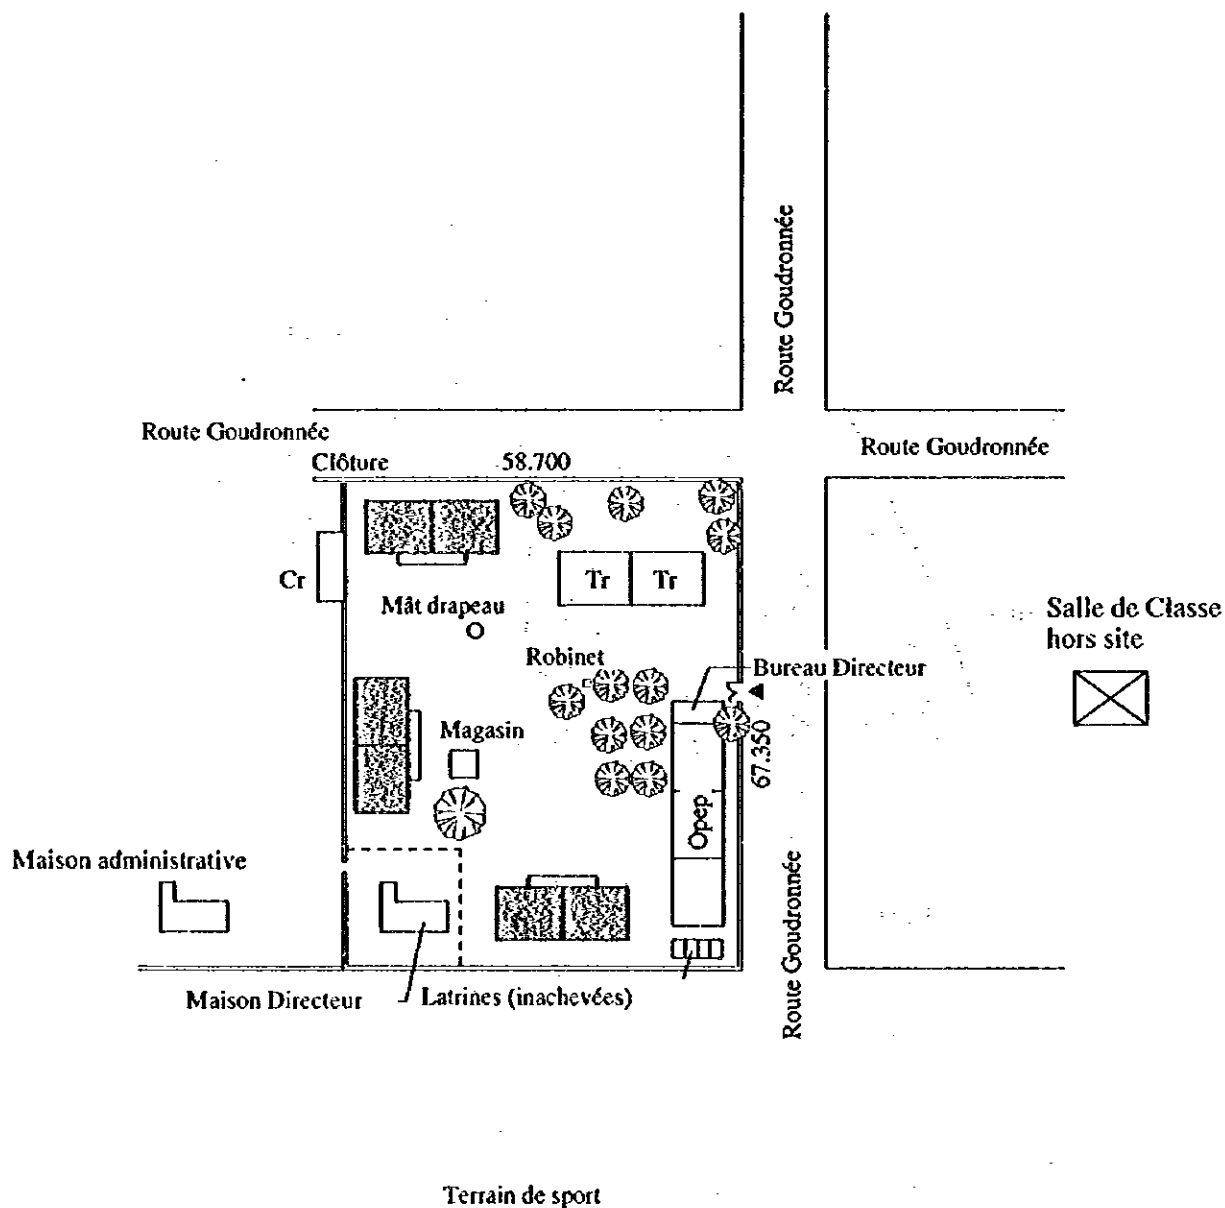 Route Goudronnée
Route Goudronnée
Route Goudronnée
Clôture
58.700
Cr
Tr
Tr
Mât drapeau
Salle de Classe
hors site
Robinet
Bureau Directeur
Magasin
67.350
Opep
Maison administrative
Route Goudronnée
Maison Directeur
Latrines (inachevées)
Terrain de sport